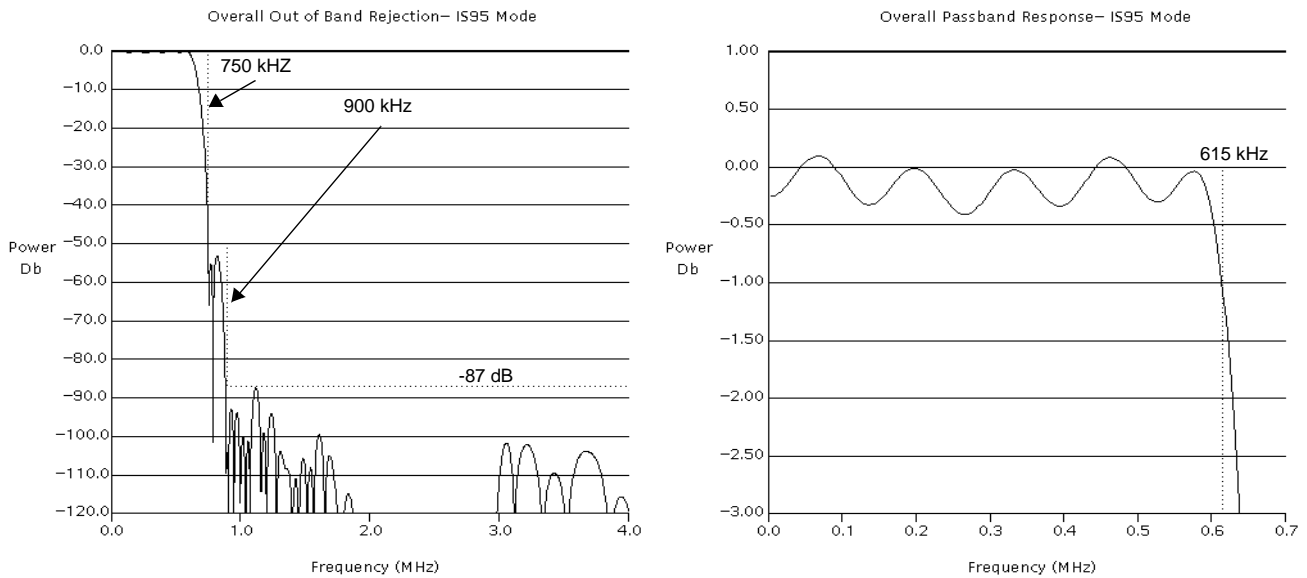 Overall Out of Band Rejection– IS95 Mode
0.0
−10.0
−20.0
−30.0
−40.0
−50.0
−60.0
−70.0
−80.0
−90.0
−100.0
−110.0
−120.0
Power
Db
750 kHZ
900 kHz
-87 dB
0.0 1.0 2.0 3.0 4.0
Frequency (MHz)
Overall Passband Response– IS95 Mode
1.00
0.50
0.00
−0.50
−1.00
−1.50
−2.00
−2.50
−3.00
Power
Db
615 kHz
0.0 0.1 0.2 0.3 0.4 0.5 0.6 0.7
Frequency (MHz)